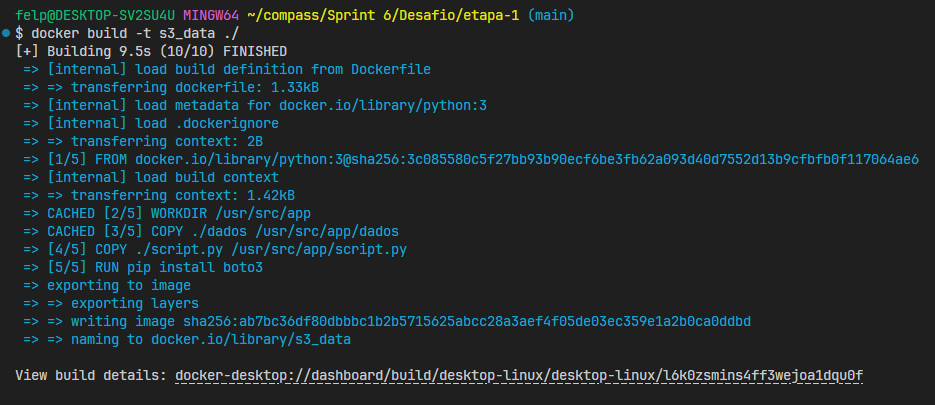 felp@DESKTOP-SV2SU4U MINGW64 ~/compass/Sprint 6/Desafio/etapa-1 (main)
$ docker build -t s3_data ./
[+] Building 9.5s (10/10) FINISHED
=> [internal] load build definition from Dockerfile
=> => transferring dockerfile: 1.33kB
=> [internal] load metadata for docker.io/library/python:3
=> [internal] load .dockerignore
=> => transferring context: 2B
=> [1/5] FROM docker.io/library/python:3@sha256:3c085580c5f27bb93b90ecf6be3fb62a093d40d7552d13b9cfbfb0f117064ae6
=> [internal] load build context
=> => transferring context: 1.42kB
=> CACHED [2/5] WORKDIR /usr/src/app
=> CACHED [3/5] COPY ./dados /usr/src/app/dados
=> [4/5] COPY ./script.py /usr/src/app/script.py
=> [5/5] RUN pip install boto3
=> exporting to image
=> => exporting layers
=> => writing image sha256:ab7bc36df80dbbbc1b2b5715625abcc28a3aef4f05de03ec359e1a2b0ca0ddbd
=> => naming to docker.io/library/s3_data
View build details: docker-desktop://dashboard/build/desktop-linux/desktop-linux/l6k0zsmins4ff3wejoa1dqu0f